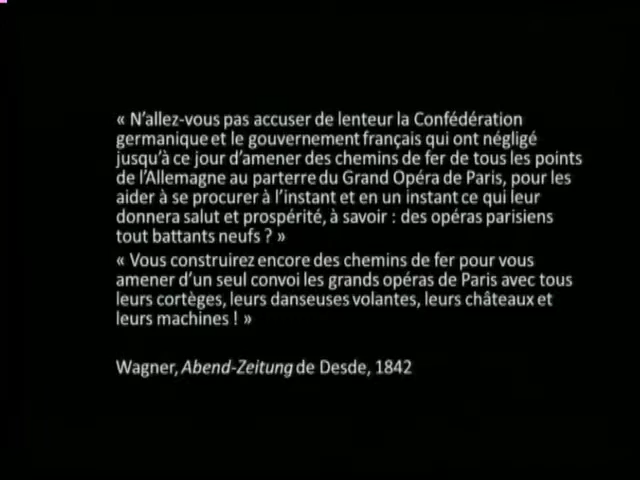 « N’allez-vous pas accuser de lenteur la Confédération
germanique et le gouvernement français qui ont négligé
jusqu’à ce jour d’amener des chemins de fer de tous les points
de l’Allemagne au parterre du Grand Opéra de Paris, pour les
aider à se procurer à l’instant et en un instant ce qui leur
donnera salut et prospérité, à savoir : des opéras parisiens
tout battants neufs ? »
« Vous construirez encore des chemins de fer pour vous
amener d’un seul convoi les grands opéras de Paris avec tous
leurs cortèges, leurs danseuses volantes, leurs châteaux et
leurs machines ! »
Wagner, Abend-Zeitung de Desde, 1842